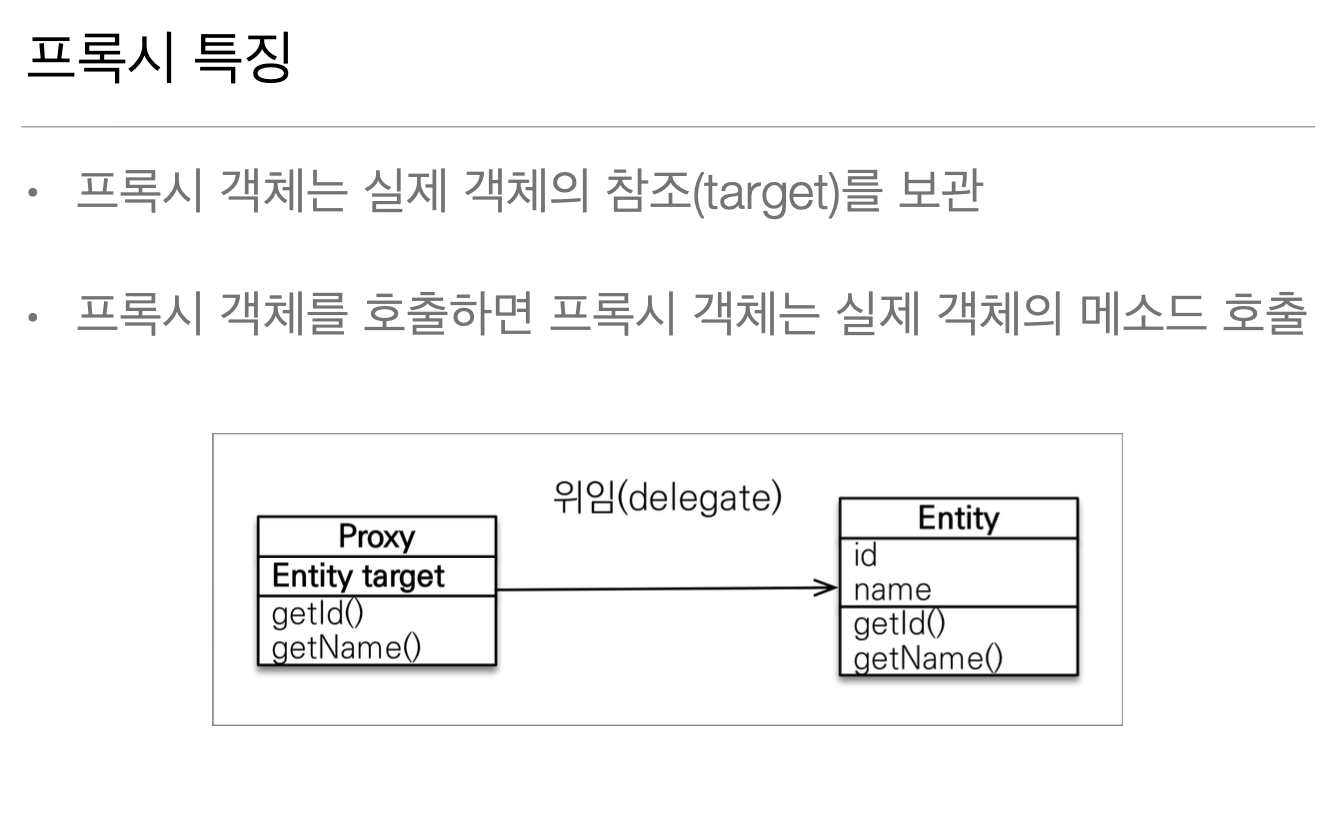 프록시 특징
• 프록시 객체는 실제 객체의 참조(target)를 보관
• 프록시 객체를 호출하면 프록시 객체는 실제 객체의 메소드 호출
위임(delegate)
Proxy
Entity target
getId()
getName()
Entity
id
name
getId()
getName()